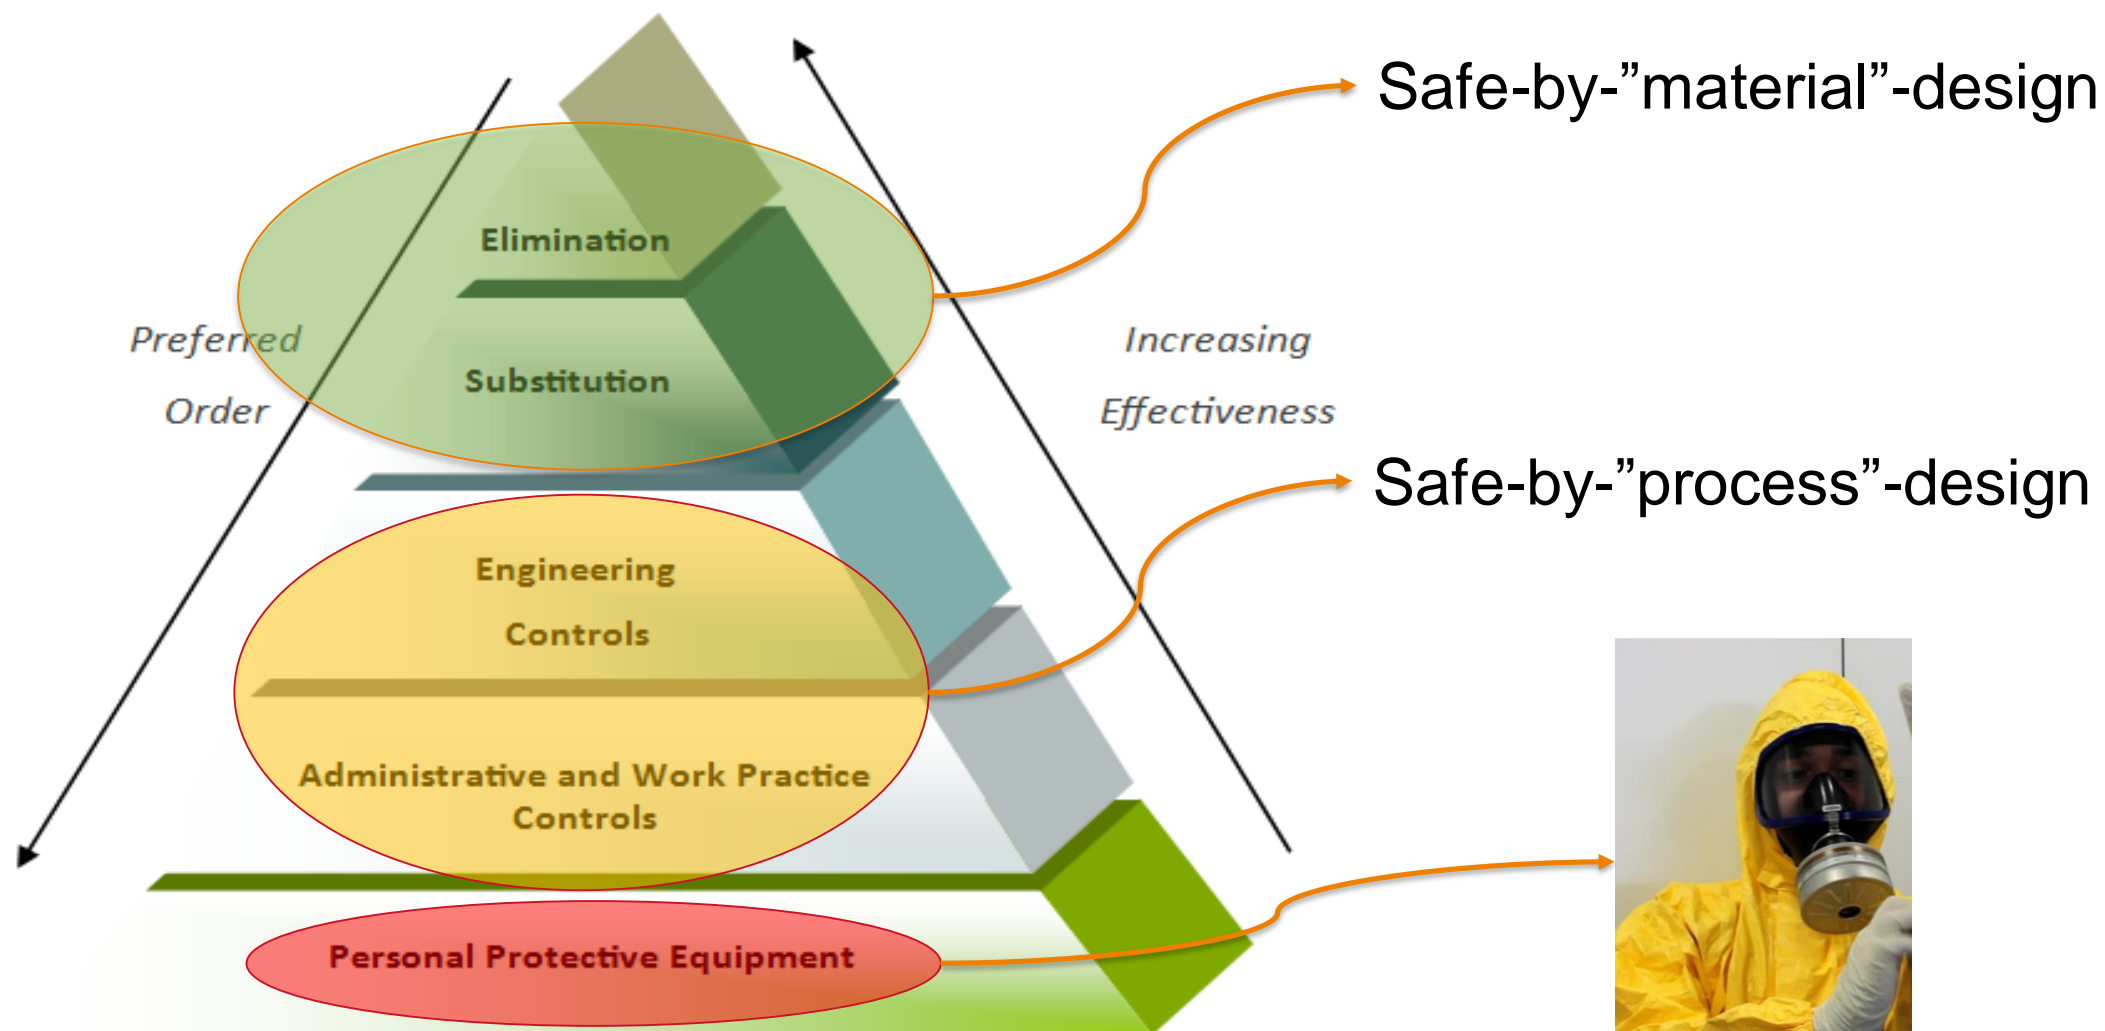 Safe-by-”material”-design
Elimination
Preferred
Order
Substitution
Increasing
Effectiveness
Safe-by-”process”-design
Engineering
Controls
Administrative and Work Practice
Controls
Personal Protective Equipment